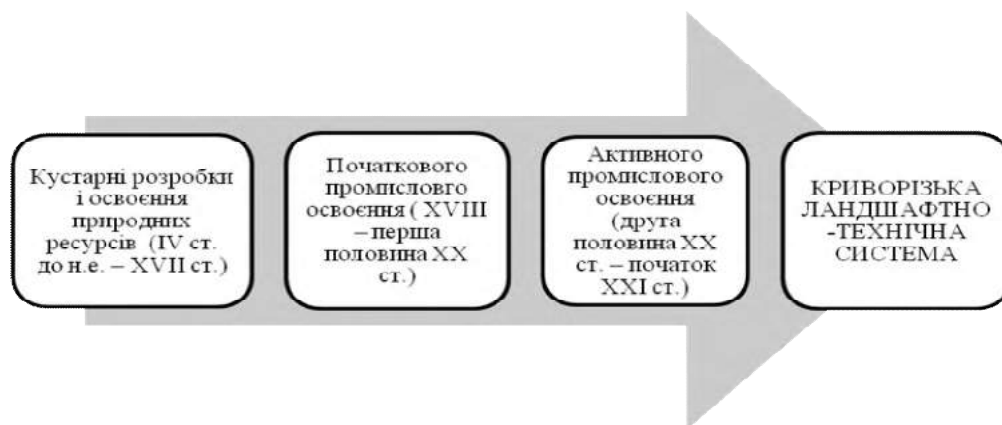 Кустарні розробки
і освоєння
природних
ресурсів (IV ст.
до н.е. – XVII ст.)
Початкового
промисловго
освоєння ( XVIII
– перша
половина XX
ст.)
Активного
промислового
освоєння
(друга
половина XX
ст. – початок
XXI ст.)
КРИВОРІЗЬКА
ЛАНДШАФТНО
-ТЕХНІЧНА
СИСТЕМА